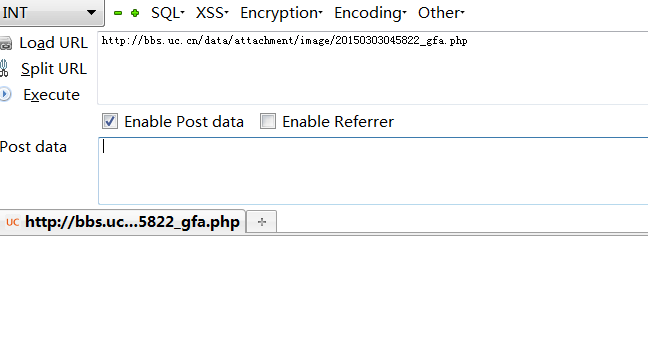 INT SQL XSS Encryption Encoding Other
Load URL http://bbs.uc.cn/data/attachment/image/20150303045822_gfa.php
Split URL
Execute
Enable Post data Enable Referrer
Post data
UC http://bbs.uc...5822_gfa.php